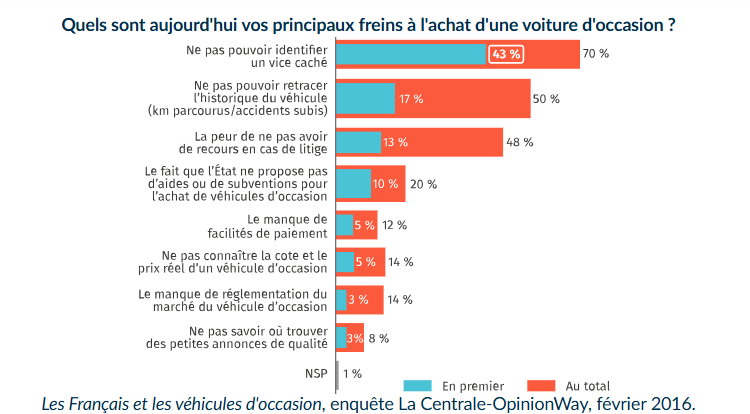 Quels sont aujourd'hui vos principaux freins à l'achat d'une voiture d'occasion ?
Ne pas pouvoir identifier
un vice caché
43 %
70 %
Ne pas pouvoir retracer
l'historique du véhicule
(km parcourus/accidents subis)
17 %
50 %
La peur de ne pas avoir
de recours en cas de litige
13 %
48 %
Le fait que l'État ne propose pas
d'aides ou de subventions pour
l'achat de véhicules d'occasion
10 %
20 %
Le manque de
facilités de paiement
5 %
12 %
Ne pas connaître la cote et le
prix réel d'un véhicule d'occasion
5 %
14 %
Le manque de réglementation du
marché du véhicule d'occasion
3 %
14 %
Ne pas savoir où trouver
des petites annonces de qualité
3%
8 %
NSP
1 %
En premier
Au total
Les Français et les véhicules d'occasion, enquête La Centrale-OpinionWay, février 2016.